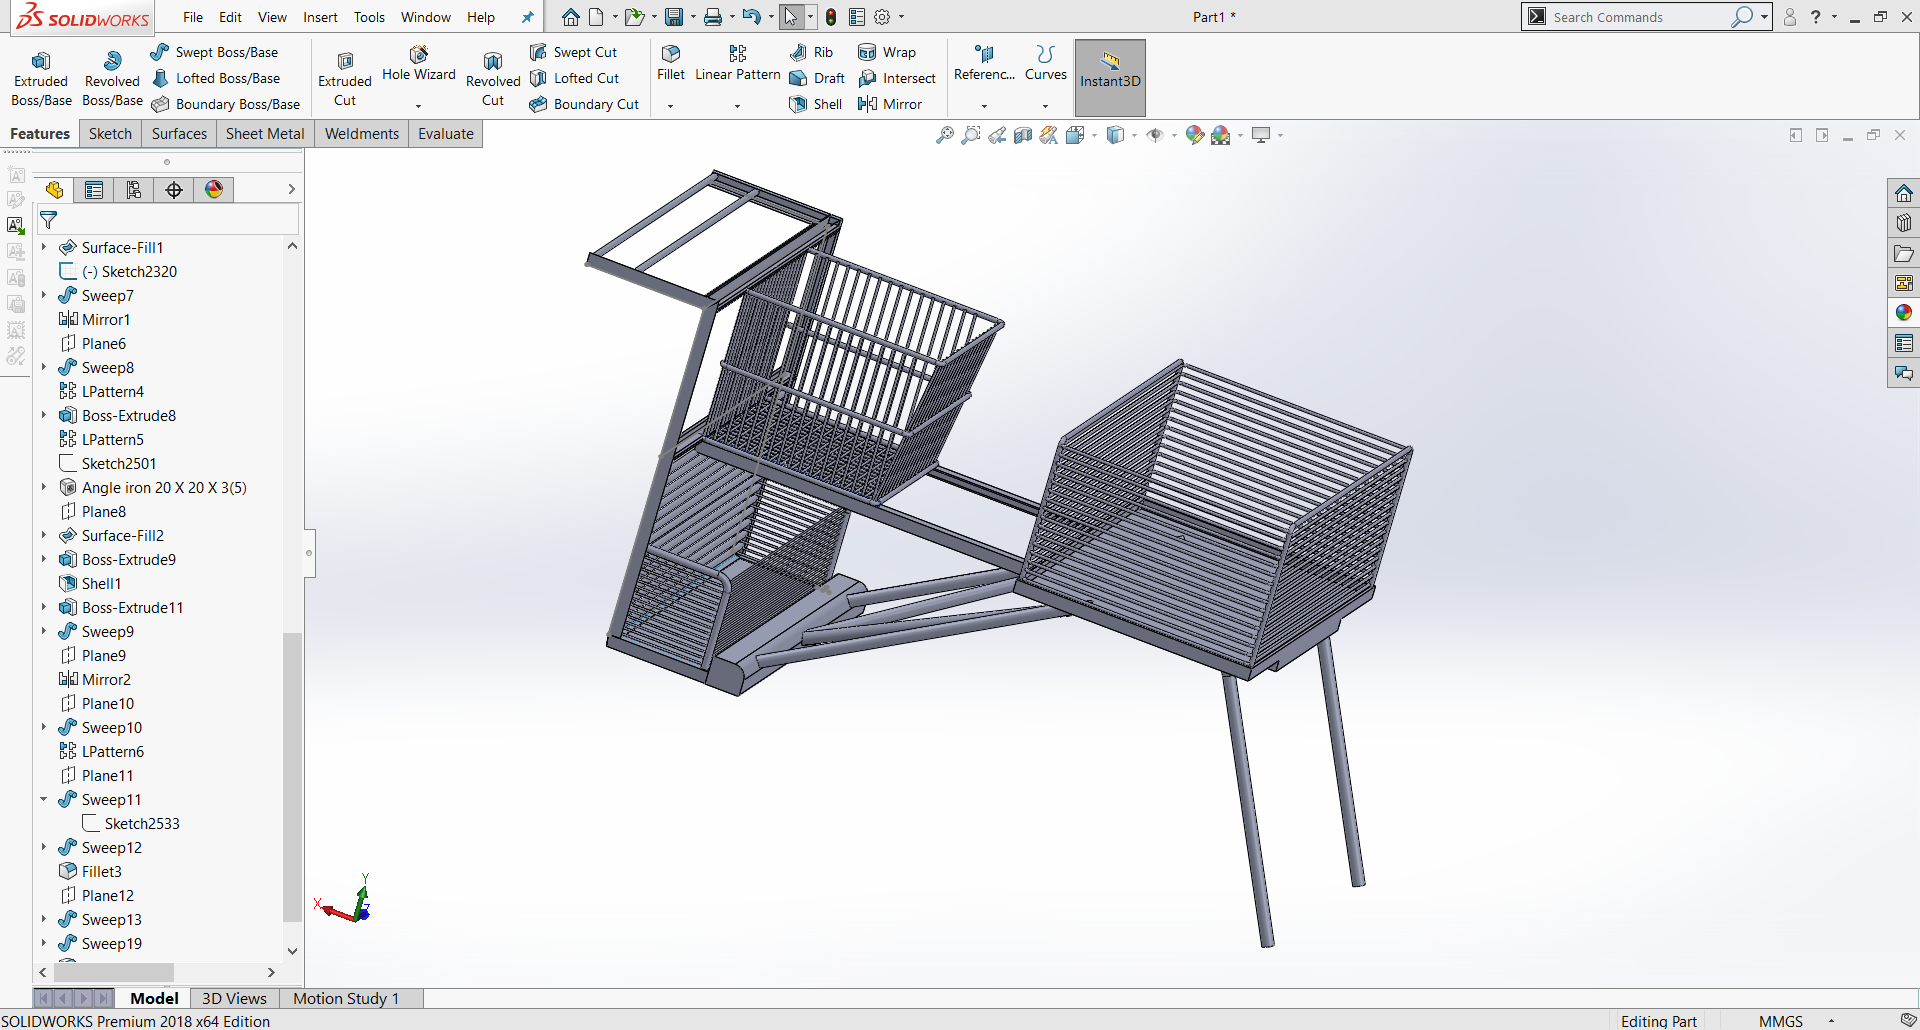 SOLIDWORKS
File Edit View Insert Tools Window Help
Part1 *
Search Commands
?
Extruded Boss/Base
Revolved Boss/Base
Swept Boss/Base
Lofted Boss/Base
Boundary Boss/Base
Extruded Cut
Hole Wizard
Revolved Cut
Swept Cut
Lofted Cut
Boundary Cut
Fillet
Linear Pattern
Rib
Draft
Shell
Wrap
Intersect
Mirror
Referenc...
Curves
Instant3D
Features Sketch Surfaces Sheet Metal Weldments Evaluate
Surface-Fill1
(-) Sketch2320
Sweep7
Mirror1
Plane6
Sweep8
LPattern4
Boss-Extrude8
LPattern5
Sketch2501
Angle iron 20 X 20 X 3(5)
Plane8
Surface-Fill2
Boss-Extrude9
Shell1
Boss-Extrude11
Sweep9
Plane9
Mirror2
Plane10
Sweep10
LPattern6
Plane11
Sweep11
Sketch2533
Sweep12
Fillet3
Plane12
Sweep13
Sweep19
Y
X
Z
Model 3D Views Motion Study 1
SOLIDWORKS Premium 2018 x64 Edition
Editing Part
MMGS